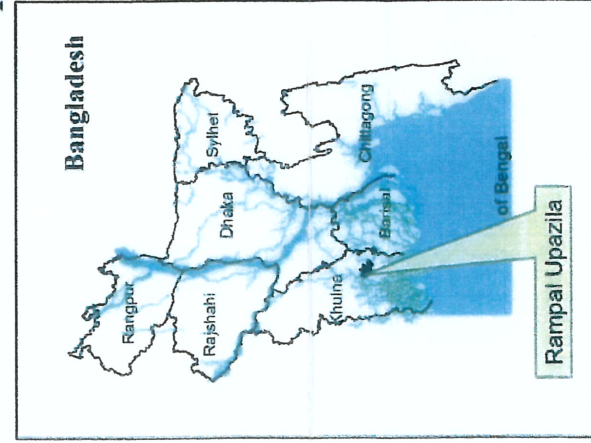 Bangladesh
Rangpur
Rajshahi
Dhaka
Sylhet
Khulna
Barisal
Chittagong
of Bengal
Rampal Upazila